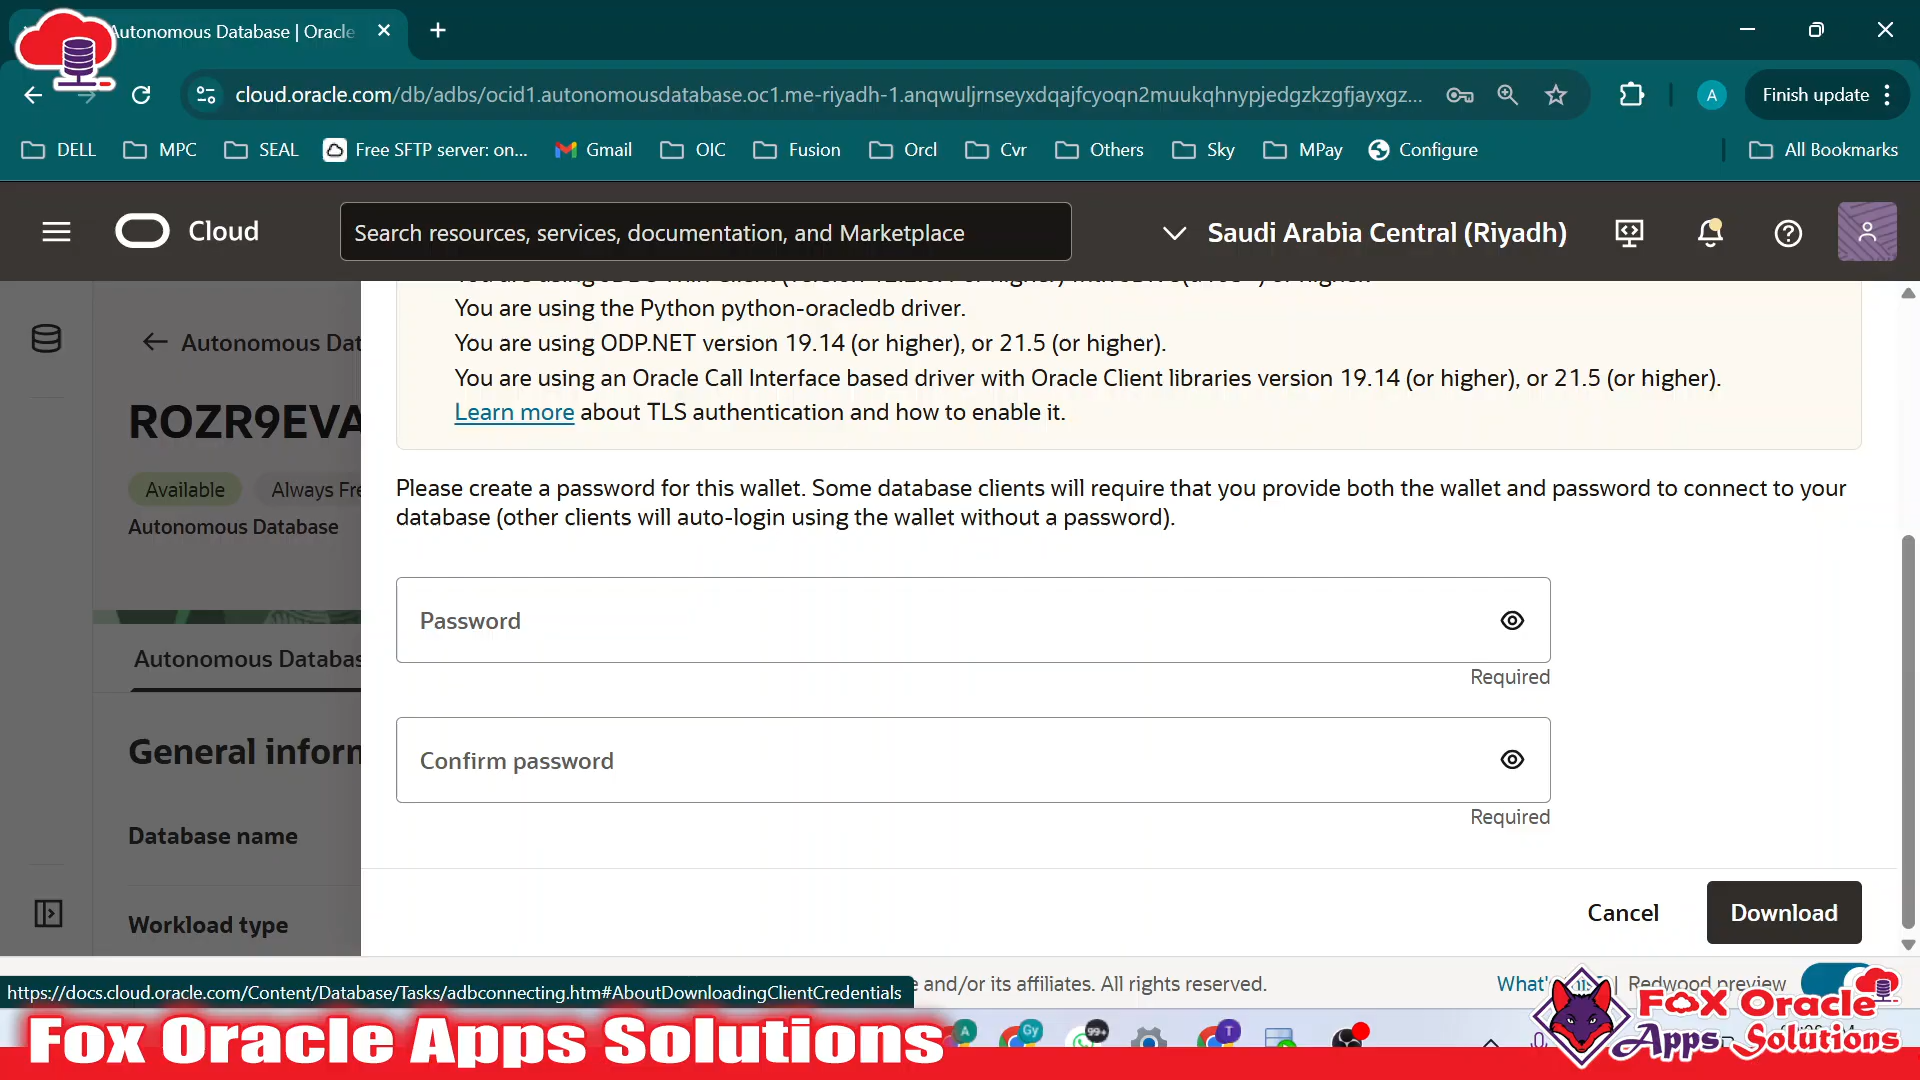 Autonomous Database | Oracle
cloud.oracle.com/db/adbs/ocid1.autonomousdatabase.oc1.me-riyadh-1.anqwuljrnseyxdqajfcyoqn2muukqhnypjedgzkzgfjayxgz...
A
Finish update
DELL
MPC
SEAL
Free SFTP server: on...
Gmail
OIC
Fusion
Orcl
Cvr
Others
Sky
MPay
Configure
All Bookmarks
Cloud
Search resources, services, documentation, and Marketplace
Saudi Arabia Central (Riyadh)
Autonomous Dat
ROZR9EVA
Available
Always Fre
Autonomous Database
Autonomous Databas
General inforn
Database name
Workload type
You are using the Python python-oracledb driver.
You are using ODP.NET version 19.14 (or higher), or 21.5 (or higher).
You are using an Oracle Call Interface based driver with Oracle Client libraries version 19.14 (or higher), or 21.5 (or higher).
Learn more about TLS authentication and how to enable it.
Please create a password for this wallet. Some database clients will require that you provide both the wallet and password to connect to your
database (other clients will auto-login using the wallet without a password).
Password
Required
Confirm password
Required
Cancel
Download
https://docs.cloud.oracle.com/Content/Database/Tasks/adbconnecting.htm#AboutDownloadingClientCredentials
e and/or its affiliates. All rights reserved.
What'
Redwood preview
A
Gy
99+
T
Fox Oracle Apps Solutions
FOX Oracle
Apps Solutions